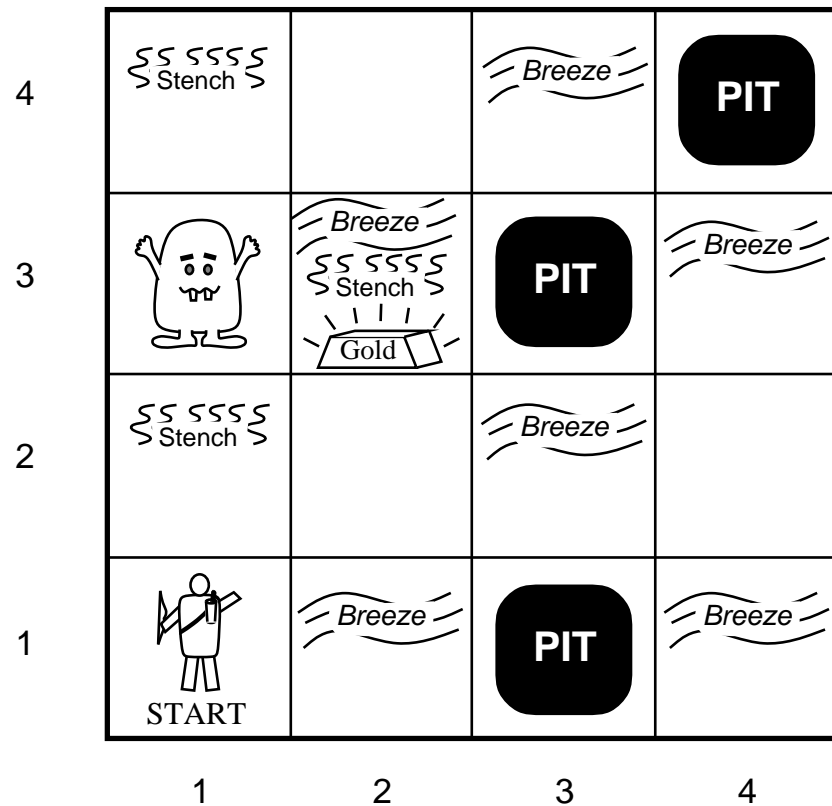 4
Stench
Breeze
PIT
3
Breeze
Stench
Gold
PIT
Breeze
2
Stench
Breeze
1
START
Breeze
PIT
Breeze
1 2 3 4